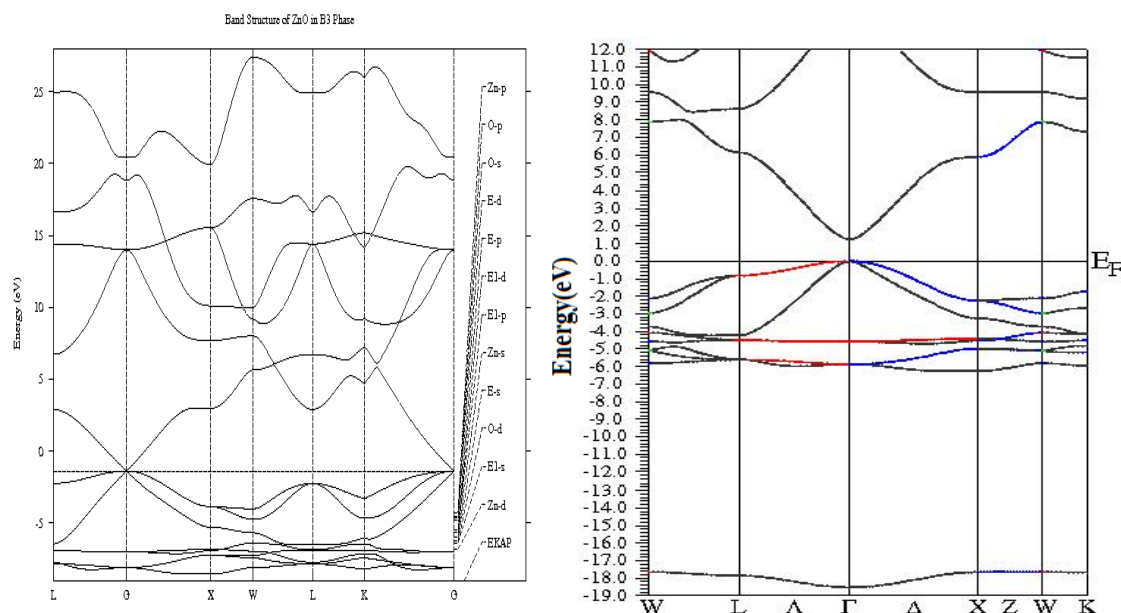 Band Structure of ZnO in B3 Phase
Energy (eV)
25
20
15
10
5
0
-5
L G X W L K G
Zn-p
O-p
O-s
E-d
E-p
E1-d
E1-p
Zn-s
E-s
O-d
E1-s
Zn-d
EKAP
Energy(eV)
12.0
11.0
10.0
9.0
8.0
7.0
6.0
5.0
4.0
3.0
2.0
1.0
0.0
-1.0
-2.0
-3.0
-4.0
-5.0
-6.0
-7.0
-8.0
-9.0
-10.0
-11.0
-12.0
-13.0
-14.0
-15.0
-16.0
-17.0
-18.0
-19.0
E_F
W L Λ Γ Δ X Z W K